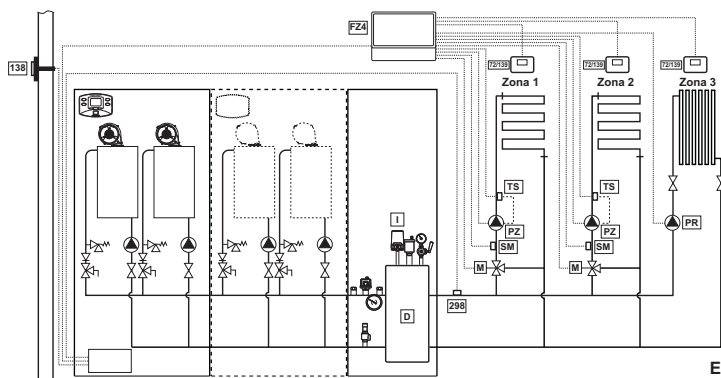 FZ4
138
72/139
72/139
72/139
Zona 1
Zona 2
Zona 3
TS
TS
I
PZ
PZ
PR
SM
SM
M
M
298
D
E